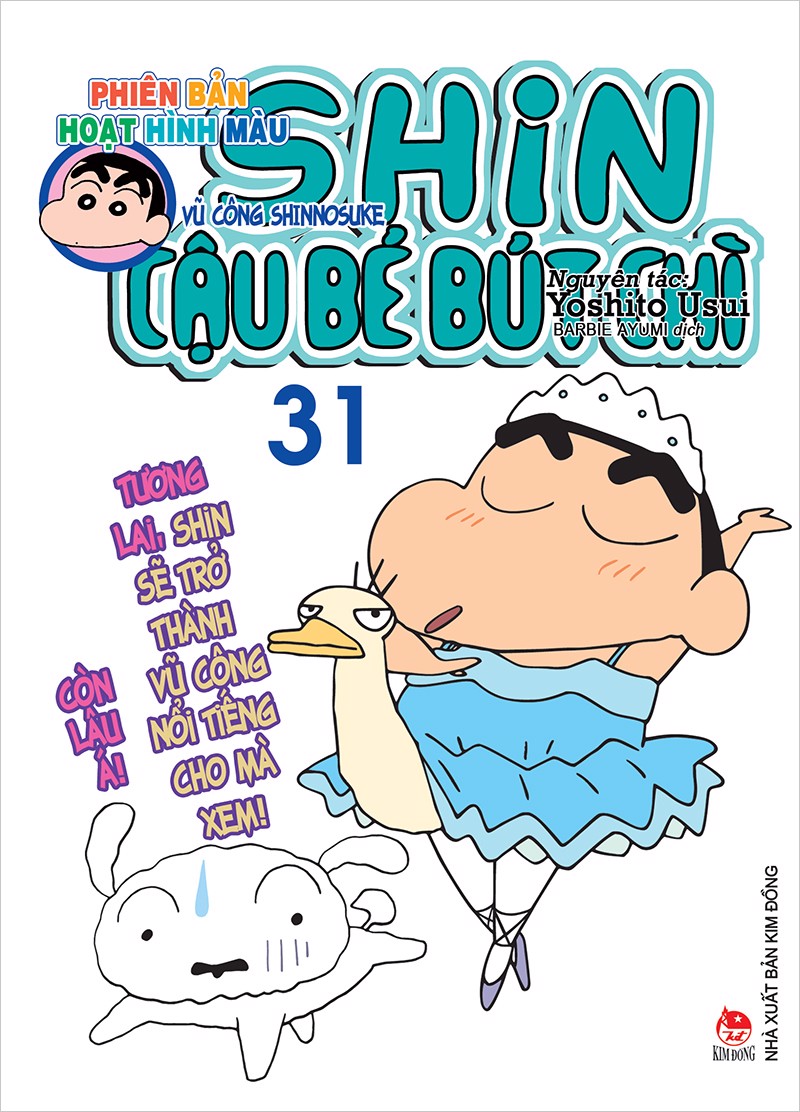 PHIÊN BẢN
HOẠT HÌNH MÀU
SHIN
VŨ CÔNG SHINNOSUKE
CẬU BÉ BÚT CHÌ
Nguyên tác:
Yoshito Usui
BARBIE AYUMI dịch
31
TƯƠNG
LAI, SHIN
SẼ TRỞ
THÀNH
VŨ CÔNG
NỔI TIẾNG
CHO MÀ
XEM!
CÒN
LÂU
Á!
KIM ĐỒNG
NHÀ XUẤT BẢN KIM ĐỒNG